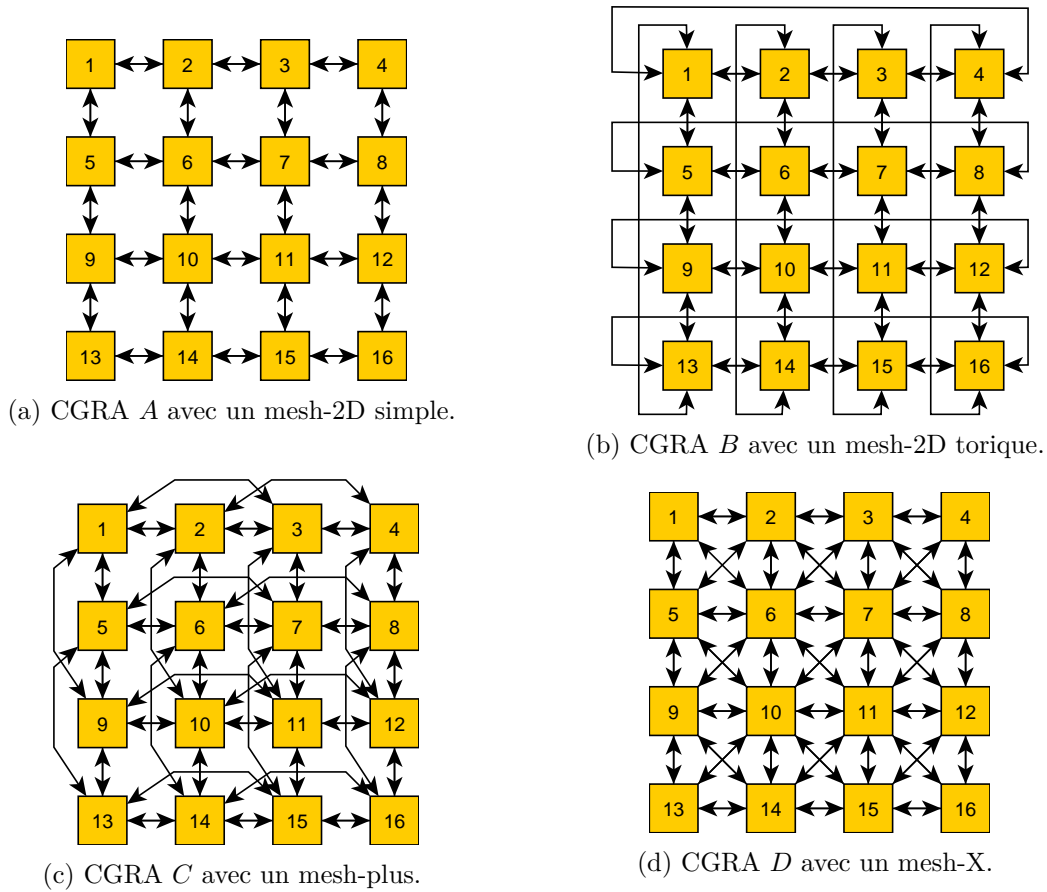 1 2 3 4
5 6 7 8
9 10 11 12
13 14 15 16
(a) CGRA A avec un mesh-2D simple.
1 2 3 4
5 6 7 8
9 10 11 12
13 14 15 16
(b) CGRA B avec un mesh-2D torique.
1 2 3 4
5 6 7 8
9 10 11 12
13 14 15 16
(c) CGRA C avec un mesh-plus.
1 2 3 4
5 6 7 8
9 10 11 12
13 14 15 16
(d) CGRA D avec un mesh-X.